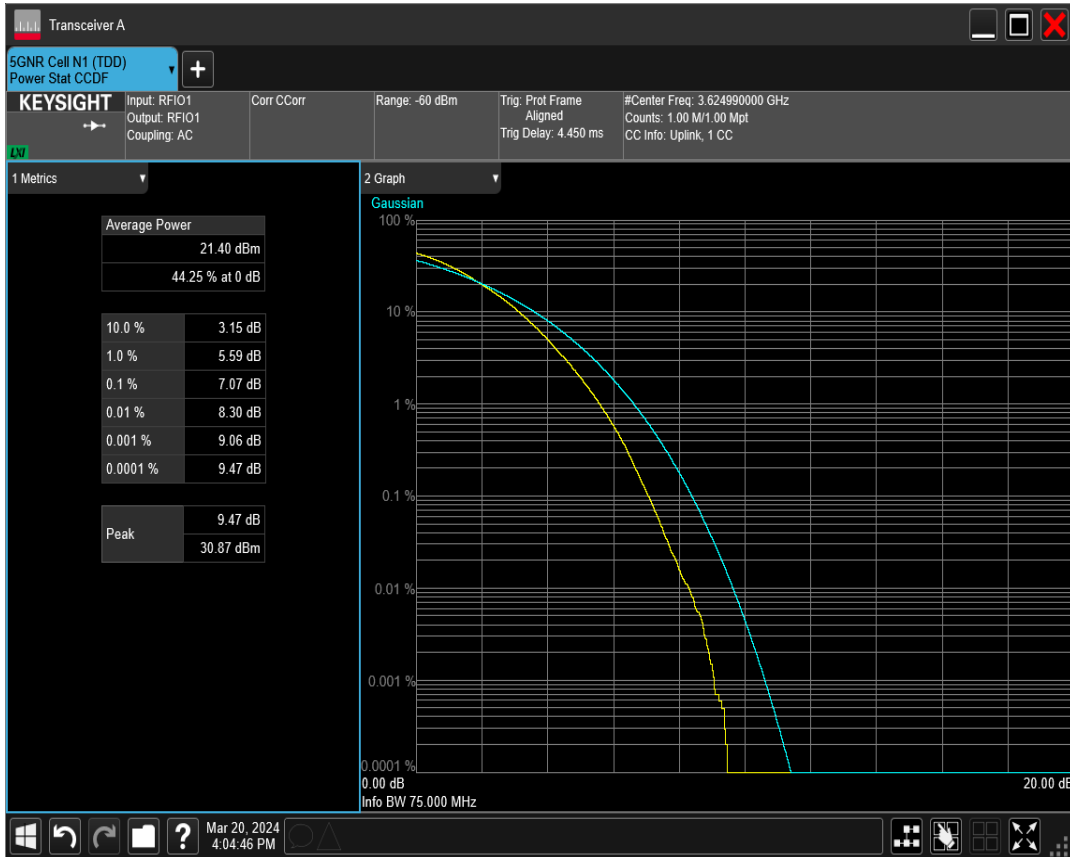 Transceiver A
5GNR Cell N1 (TDD)
Power Stat CCDF
KEYSIGHT
LXI
Input: RFIO1
Output: RFIO1
Coupling: AC
Corr CCorr
Range: -60 dBm
Trig: Prot Frame
Aligned
Trig Delay: 4.450 ms
#Center Freq: 3.624990000 GHz
Counts: 1.00 M/1.00 Mpt
CC Info: Uplink, 1 CC
1 Metrics
Average Power
21.40 dBm
44.25 % at 0 dB
10.0 % 3.15 dB
1.0 % 5.59 dB
0.1 % 7.07 dB
0.01 % 8.30 dB
0.001 % 9.06 dB
0.0001 % 9.47 dB
Peak
9.47 dB
30.87 dBm
2 Graph
Gaussian
100 %
10 %
1 %
0.1 %
0.01 %
0.001 %
0.0001 %
0.00 dB 20.00 dB
Info BW 75.000 MHz
Mar 20, 2024
4:04:46 PM